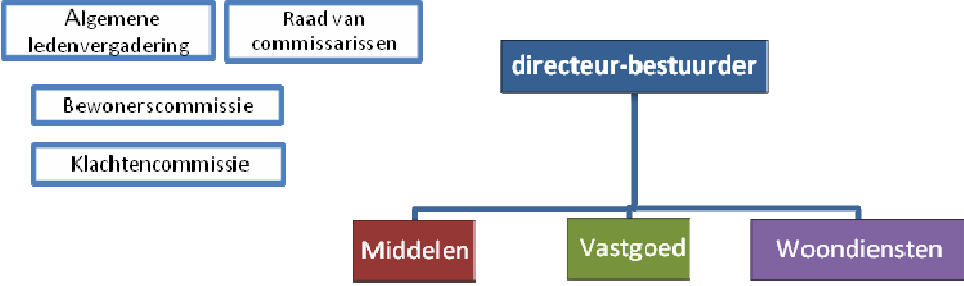 Algemene
ledenvergadering
Raad van
commissarissen
directeur-bestuurder
Bewonerscommissie
Klachtencommissie
Middelen
Vastgoed
Woondiensten